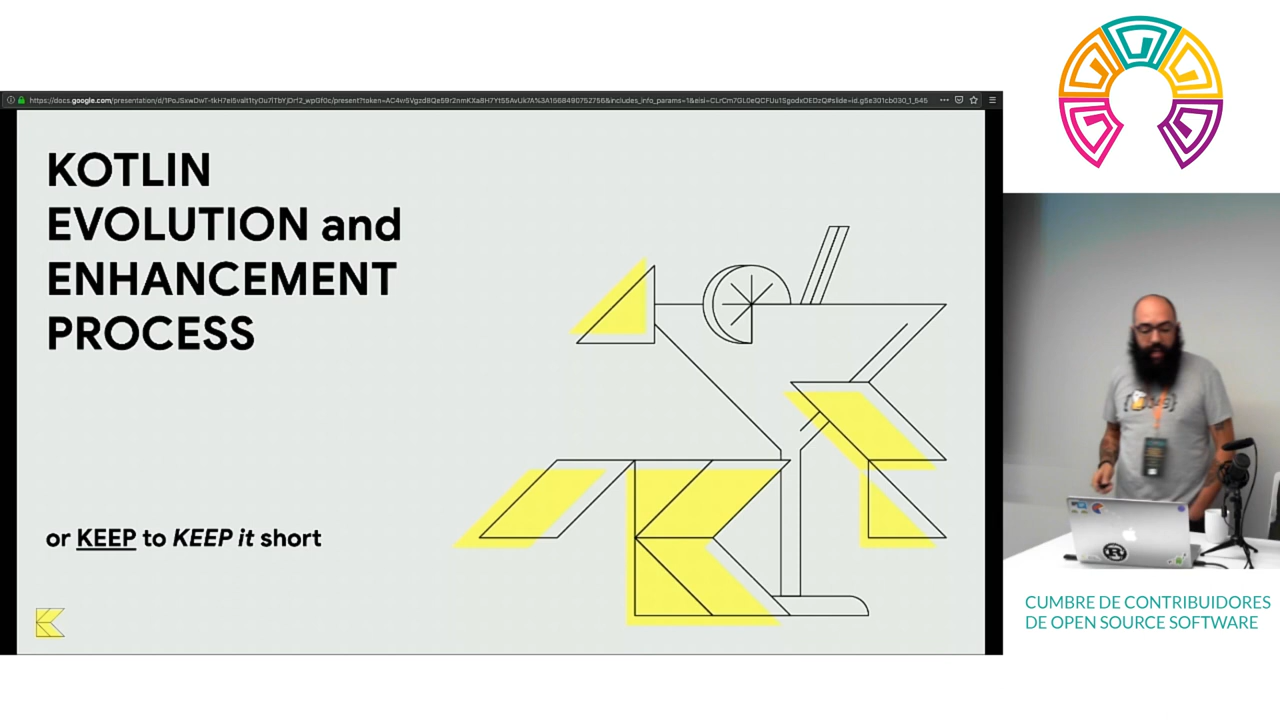 KOTLIN
EVOLUTION and
ENHANCEMENT
PROCESS
or KEEP to KEEP it short
CUMBRE DE CONTRIBUIDORES
DE OPEN SOURCE SOFTWARE